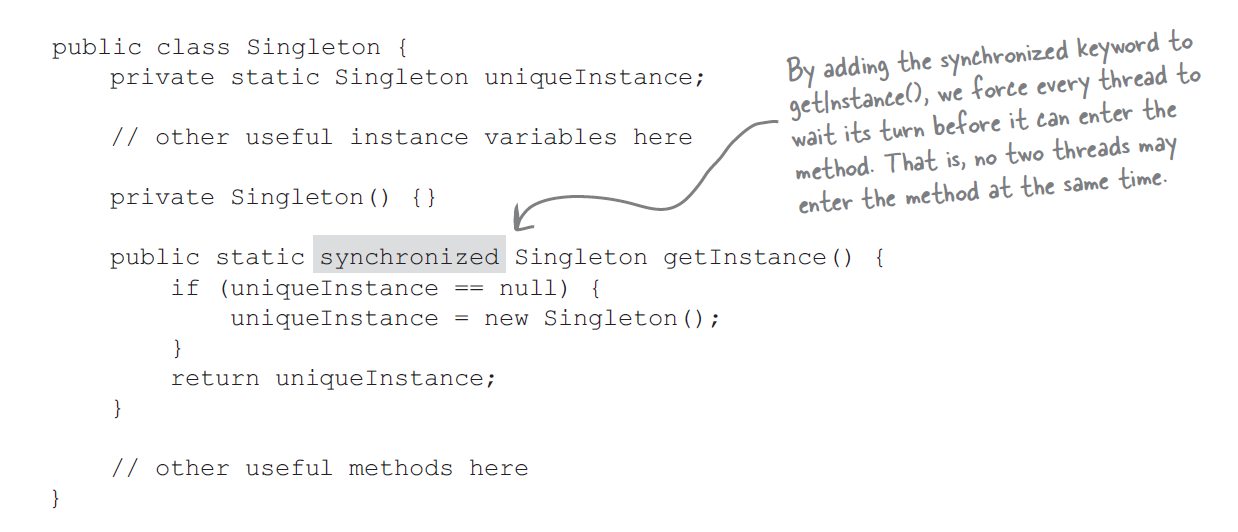 public class Singleton {
private static Singleton uniqueInstance;
// other useful instance variables here
private Singleton() {}
public static synchronized Singleton getInstance() {
if (uniqueInstance == null) {
uniqueInstance = new Singleton();
}
return uniqueInstance;
}
// other useful methods here
}
By adding the synchronized keyword to
getInstance(), we force every thread to
wait its turn before it can enter the
method. That is, no two threads may
enter the method at the same time.